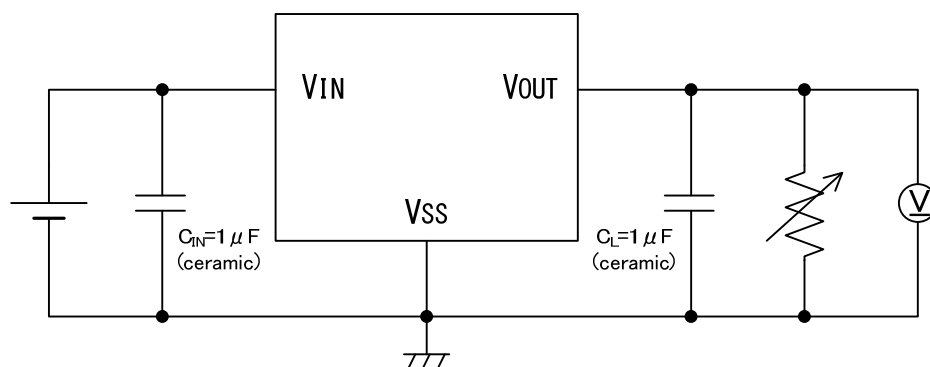 VIN
VOUT
VSS
CIN=1μF
(ceramic)
CL=1μF
(ceramic)
V